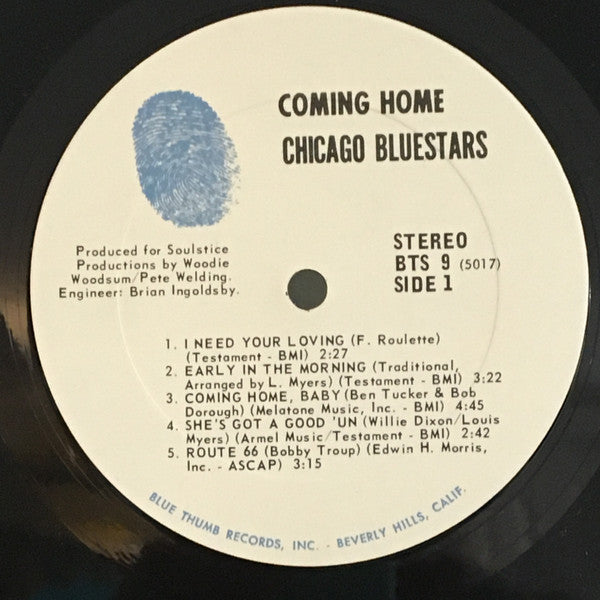 COMING HOME
CHICAGO BLUESTARS
Produced for Soulstice
Productions by Woodie
Woodsum/Pete Welding.
Engineer: Brian Ingoldsby.
STEREO
BTS 9 (5017)
SIDE 1
1. I NEED YOUR LOVING (F. Roulette)
(Testament - BMI) 2:27
2. EARLY IN THE MORNING (Traditional,
Arranged by L. Myers) (Testament - BMI) 3:22
3. COMING HOME, BABY (Ben Tucker & Bob
Dorough) (Melatone Music, Inc. - BMI) 4:45
4. SHE'S GOT A GOOD 'UN (Willie Dixon/Louis
Myers) (Armel Music/Testament - BMI) 2:42
5. ROUTE 66 (Bobby Troup) (Edwin H. Morris,
Inc. - ASCAP) 3:15
BLUE THUMB RECORDS, INC. - BEVERLY HILLS, CALIF.